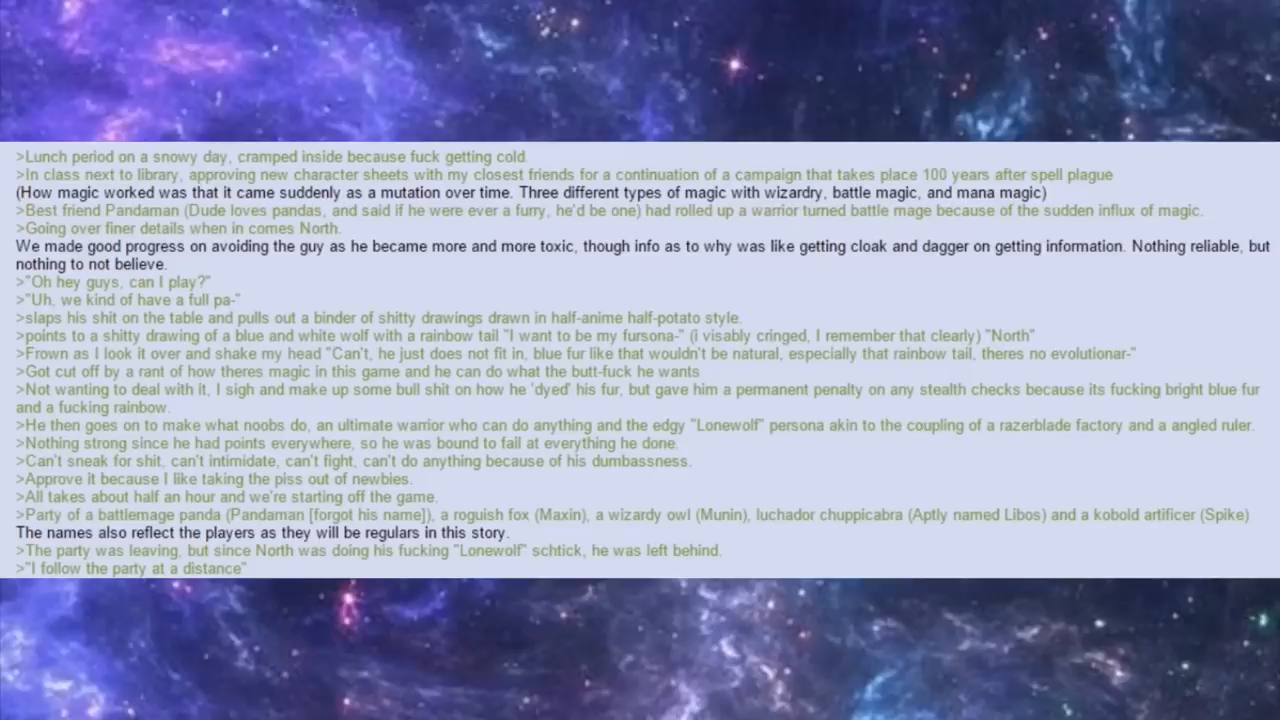 >Lunch period on a snowy day, cramped inside because fuck getting cold.
>In class next to library, approving new character sheets with my closest friends for a continuation of a campaign that takes place 100 years after spell plague
(How magic worked was that it came suddenly as a mutation over time. Three different types of magic with wizardry, battle magic, and mana magic)
>Best friend Pandaman (Dude loves pandas, and said if he were ever a furry, he'd be one) had rolled up a warrior turned battle mage because of the sudden influx of magic.
>Going over finer details when in comes North.
We made good progress on avoiding the guy as he became more and more toxic, though info as to why was like getting cloak and dagger on getting information. Nothing reliable, but
nothing to not believe.
>"Oh hey guys, can I play?"
>"Uh, we kind of have a full pa-"
>slaps his shit on the table and pulls out a binder of shitty drawings drawn in half-anime half-potato style.
>points to a shitty drawing of a blue and white wolf with a rainbow tail "I want to be my fursona-" (i visably cringed, I remember that clearly) "North"
>Frown as I look it over and shake my head "Can't, he just does not fit in, blue fur like that wouldn't be natural, especially that rainbow tail, theres no evolutionar-"
>Got cut off by a rant of how theres magic in this game and he can do what the butt-fuck he wants
>Not wanting to deal with it, I sigh and make up some bull shit on how he 'dyed' his fur, but gave him a permanent penalty on any stealth checks because its fucking bright blue fur
and a fucking rainbow.
>He then goes on to make what noobs do, an ultimate warrior who can do anything and the edgy "Lonewolf" persona akin to the coupling of a razerblade factory and a angled ruler.
>Nothing strong since he had points everywhere, so he was bound to fail at everything he done.
>Can't sneak for shit, can't intimidate, can't fight, can't do anything because of his dumbassness.
>Approve it because I like taking the piss out of newbies.
>All takes about half an hour and we're starting off the game.
>Party of a battlemage panda (Pandaman [forgot his name]), a roguish fox (Maxin), a wizardy owl (Munin), luchador chuppicabra (Aptly named Libos) and a kobold artificer (Spike)
The names also reflect the players as they will be regulars in this story.
>The party was leaving, but since North was doing his fucking "Lonewolf" schtick, he was left behind.
>"I follow the party at a distance"